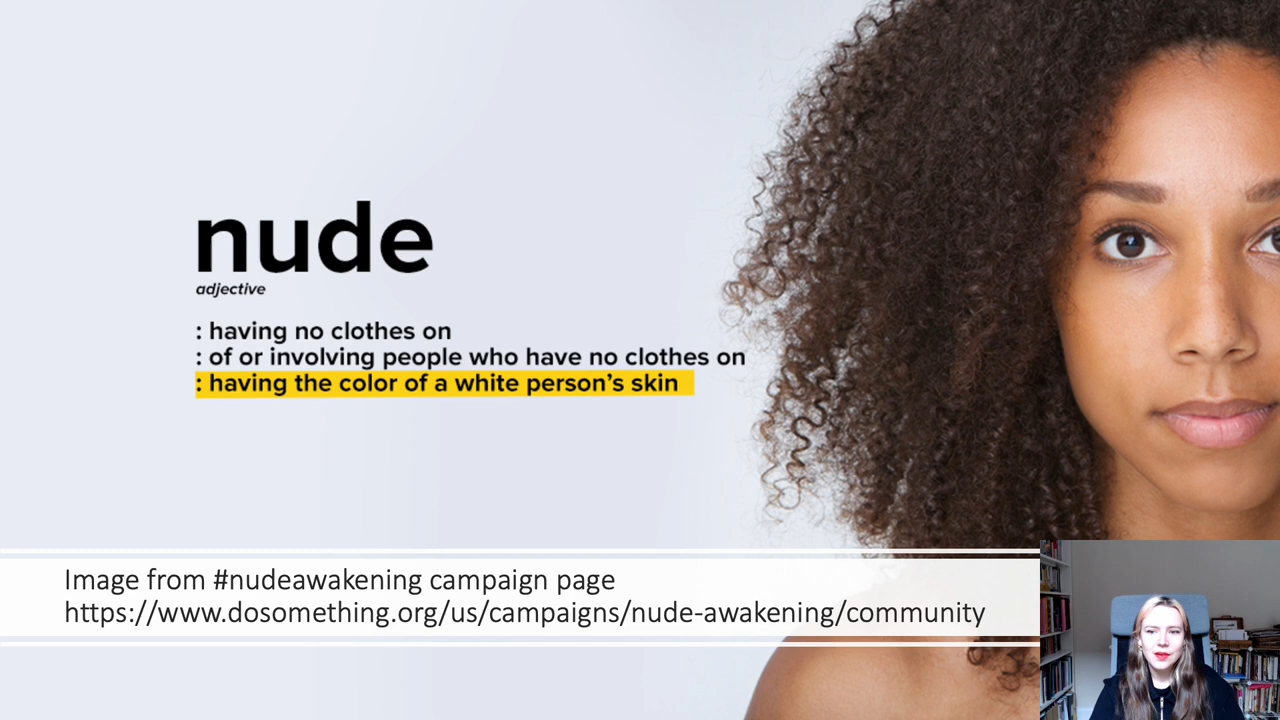 nude
adjective
: having no clothes on
: of or involving people who have no clothes on
: having the color of a white person’s skin
Image from #nudeawakening campaign page
https://www.dosomething.org/us/campaigns/nude-awakening/community